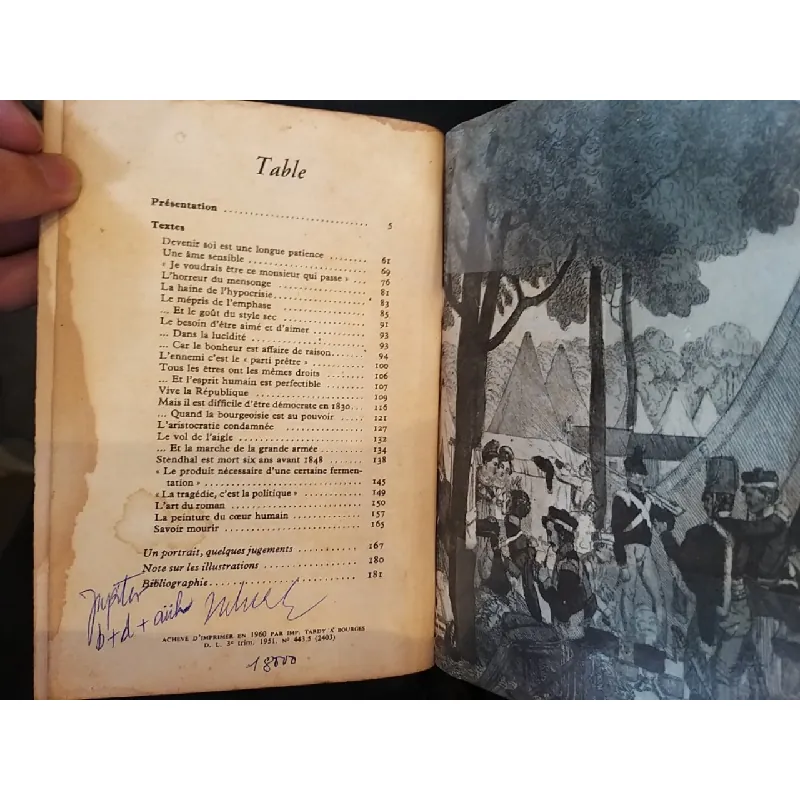 Table
Présentation ........ 5
Textes
Devenir soi est une longue patience ........ 61
Une âme sensible ........ 69
« Je voudrais être ce monsieur qui passe » ... 76
L'horreur du mensonge ........ 81
La haine de l'hypocrisie ........ 83
Le mépris de l'emphase ........ 85
... Et le goût du style sec ........ 91
Le besoin d'être aimé et d'aimer ........ 93
... Dans la lucidité ........ 93
... Car le bonheur est affaire de raison ........ 94
L'ennemi c'est le « parti prêtre » ........ 100
Tous les êtres ont les mêmes droits ........ 106
... Et l'esprit humain est perfectible ........ 103
Vive la République ........ 109
Mais il est difficile d'être démocrate en 1830 ... 116
... Quand la bourgeoisie est au pouvoir ........ 121
L'aristocratie condamnée ........ 127
Le vol de l'aigle ........ 132
... Et la marche de la grande armée ........ 134
Stendhal est mort six ans avant 1848 ........ 138
« Le produit nécessaire d'une certaine fermen-
tation » ........ 145
« La tragédie, c'est la politique » ........ 149
L'art du roman ........ 150
La peinture du cœur humain ........ 157
Savoir mourir ........ 165
Un portrait, quelques jugements ........ 167
Note sur les illustrations ........ 180
Bibliographie ........ 181
Jupiter
b+d+
ACHEVÉ D'IMPRIMER EN 1960 PAR IMP. TARDY A BOURGES
D. L. 3e trim. 1951. No 443.5 (2403)
18000